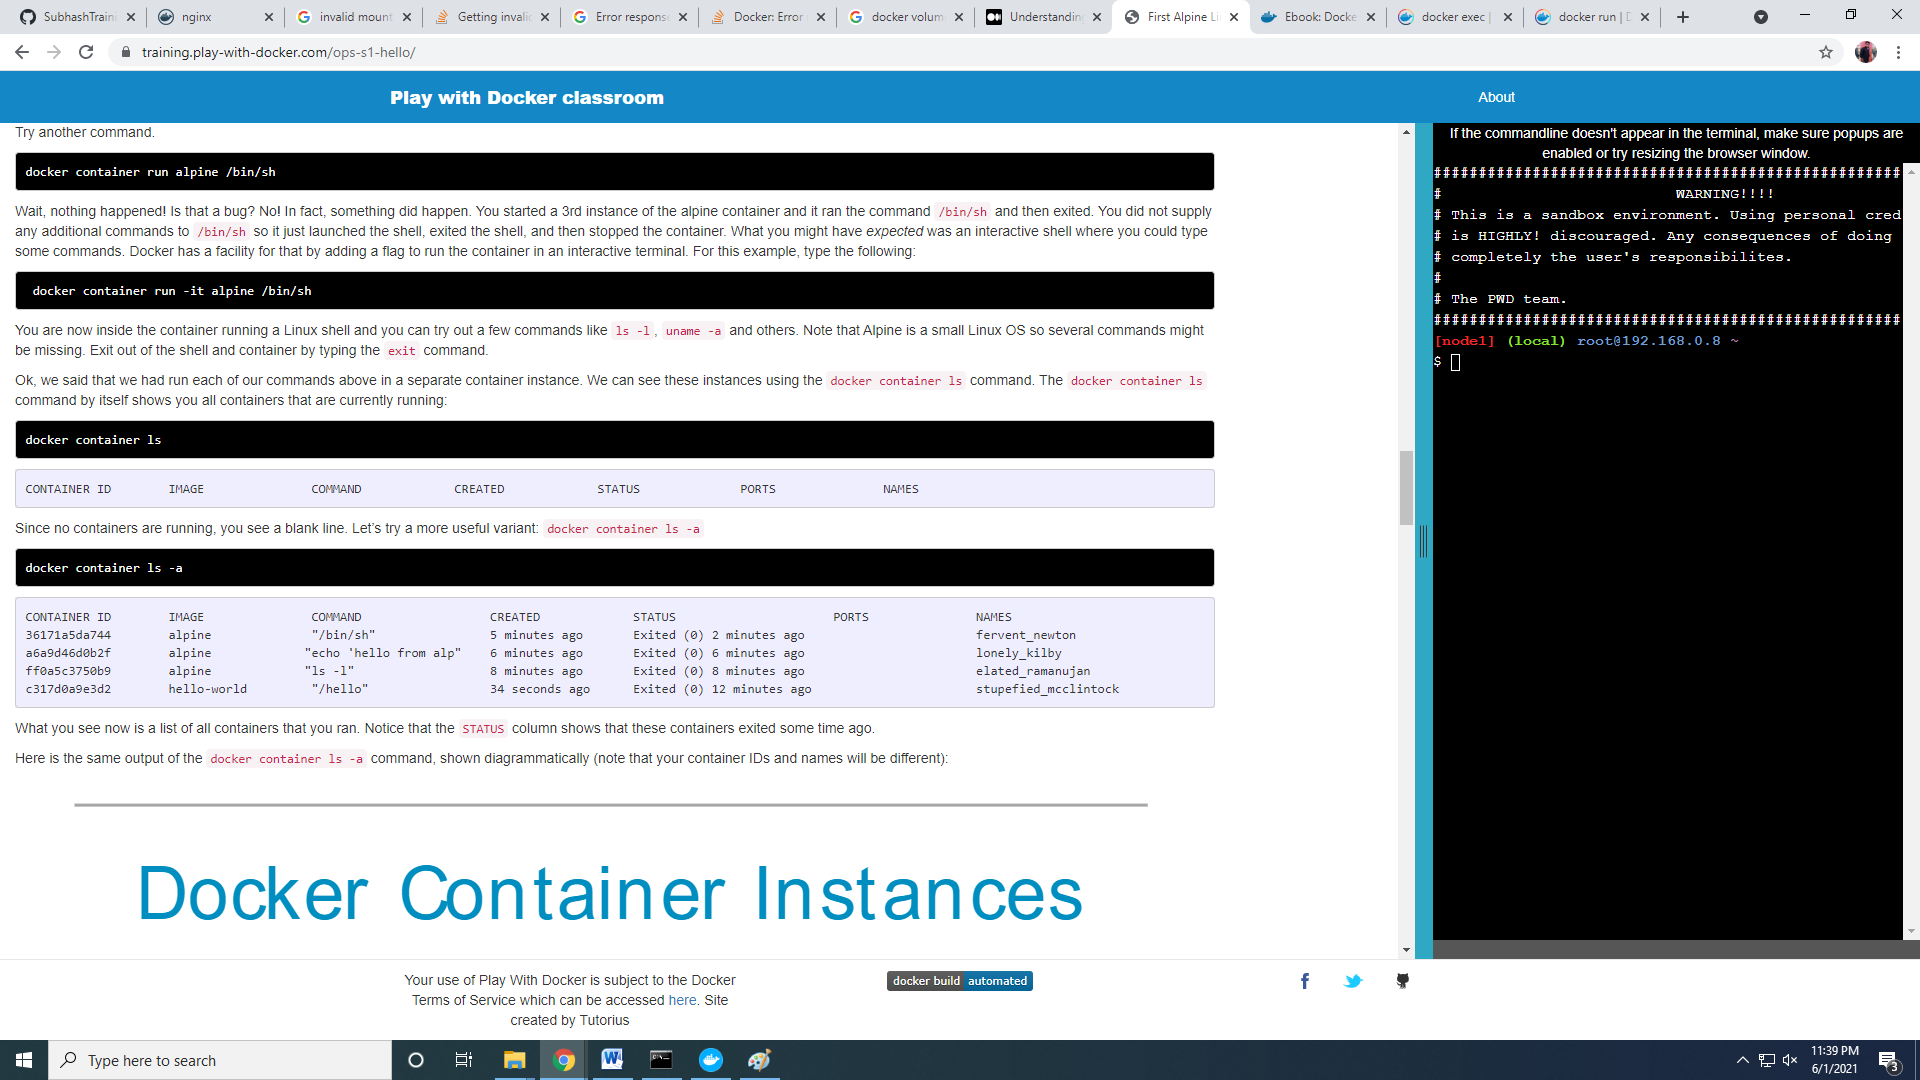 SubhashTraini
nginx
invalid mount
Getting invalid
Error response
Docker: Error
docker volum
Understandin
First Alpine Li
Ebook: Docke
docker exec |
docker run | D
training.play-with-docker.com/ops-s1-hello/
Play with Docker classroom
About
Try another command.
docker container run alpine /bin/sh
Wait, nothing happened! Is that a bug? No! In fact, something did happen. You started a 3rd instance of the alpine container and it ran the command /bin/sh and then exited. You did not supply
any additional commands to /bin/sh so it just launched the shell, exited the shell, and then stopped the container. What you might have expected was an interactive shell where you could type
some commands. Docker has a facility for that by adding a flag to run the container in an interactive terminal. For this example, type the following:
docker container run -it alpine /bin/sh
You are now inside the container running a Linux shell and you can try out a few commands like ls -l, uname -a and others. Note that Alpine is a small Linux OS so several commands might
be missing. Exit out of the shell and container by typing the exit command.
Ok, we said that we had run each of our commands above in a separate container instance. We can see these instances using the docker container ls command. The docker container ls
command by itself shows you all containers that are currently running:
docker container ls
CONTAINER ID IMAGE COMMAND CREATED STATUS PORTS NAMES
Since no containers are running, you see a blank line. Let's try a more useful variant: docker container ls -a
docker container ls -a
CONTAINER ID IMAGE COMMAND CREATED STATUS PORTS NAMES
36171a5da744 alpine "/bin/sh" 5 minutes ago Exited (0) 2 minutes ago fervent_newton
a6a9d46d0b2f alpine "echo 'hello from alp" 6 minutes ago Exited (0) 6 minutes ago lonely_kilby
ff0a5c3750b9 alpine "ls -l" 8 minutes ago Exited (0) 8 minutes ago elated_ramanujan
c317d0a9e3d2 hello-world "/hello" 34 seconds ago Exited (0) 12 minutes ago stupefied_mcclintock
What you see now is a list of all containers that you ran. Notice that the STATUS column shows that these containers exited some time ago.
Here is the same output of the docker container ls -a command, shown diagrammatically (note that your container IDs and names will be different):
Docker Container Instances
If the commandline doesn't appear in the terminal, make sure popups are
enabled or try resizing the browser window.
####################################################
# WARNING!!!!
# This is a sandbox environment. Using personal cred
# is HIGHLY! discouraged. Any consequences of doing
# completely the user's responsibilites.
#
# The PWD team.
####################################################
[node1] (local) root@192.168.0.8 ~
$
Your use of Play With Docker is subject to the Docker
Terms of Service which can be accessed here. Site
created by Tutorius
docker build automated
Type here to search
11:39 PM
6/1/2021
3